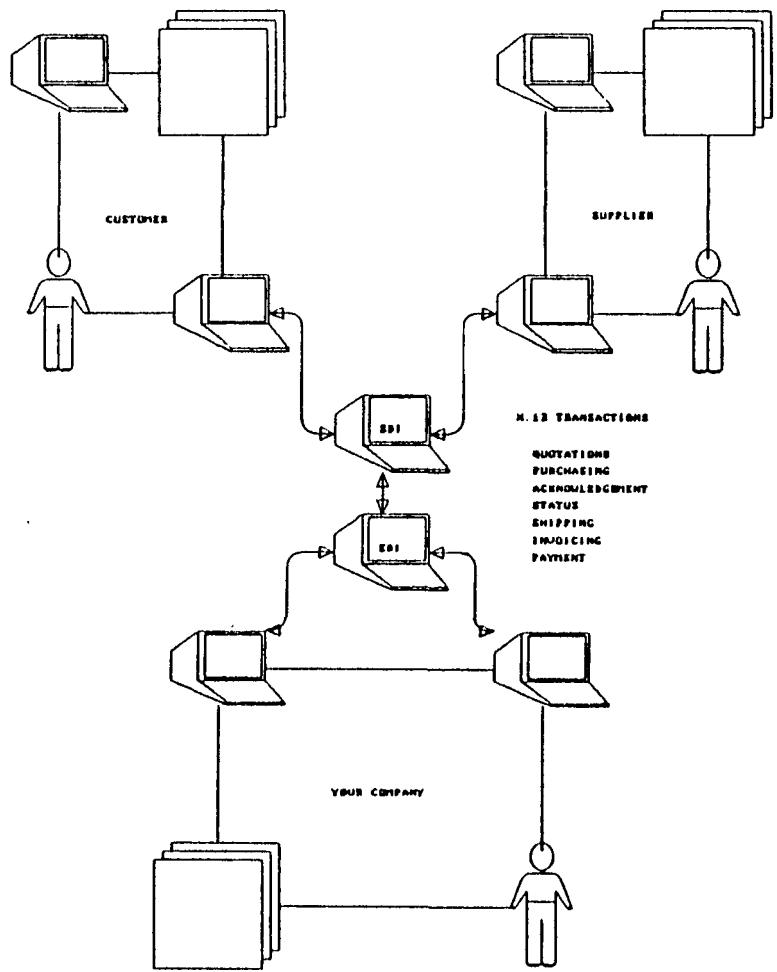 CUSTOMER
SUPPLIER
EDI
X.12 TRANSACTIONS
QUOTATIONS
PURCHASING
ACKNOWLEDGEMENT
STATUS
SHIPPING
INVOICING
PAYMENT
EDI
YOUR COMPANY